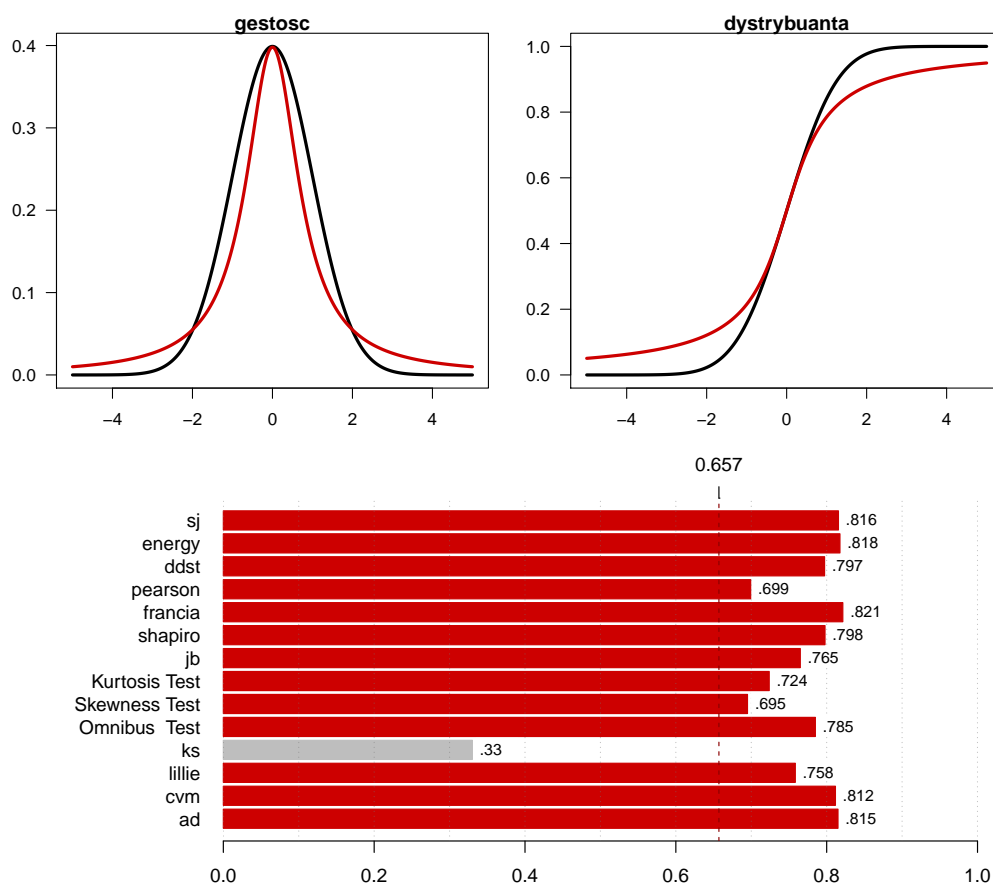 gestosc
dystrybuanta
0.4
0.3
0.2
0.1
0.0
−4 −2 0 2 4
1.0
0.8
0.6
0.4
0.2
0.0
−4 −2 0 2 4
0.657
sj .816
energy .818
ddst .797
pearson .699
francia .821
shapiro .798
jb .765
Kurtosis Test .724
Skewness Test .695
Omnibus  Test .785
ks .33
lillie .758
cvm .812
ad .815
0.0 0.2 0.4 0.6 0.8 1.0